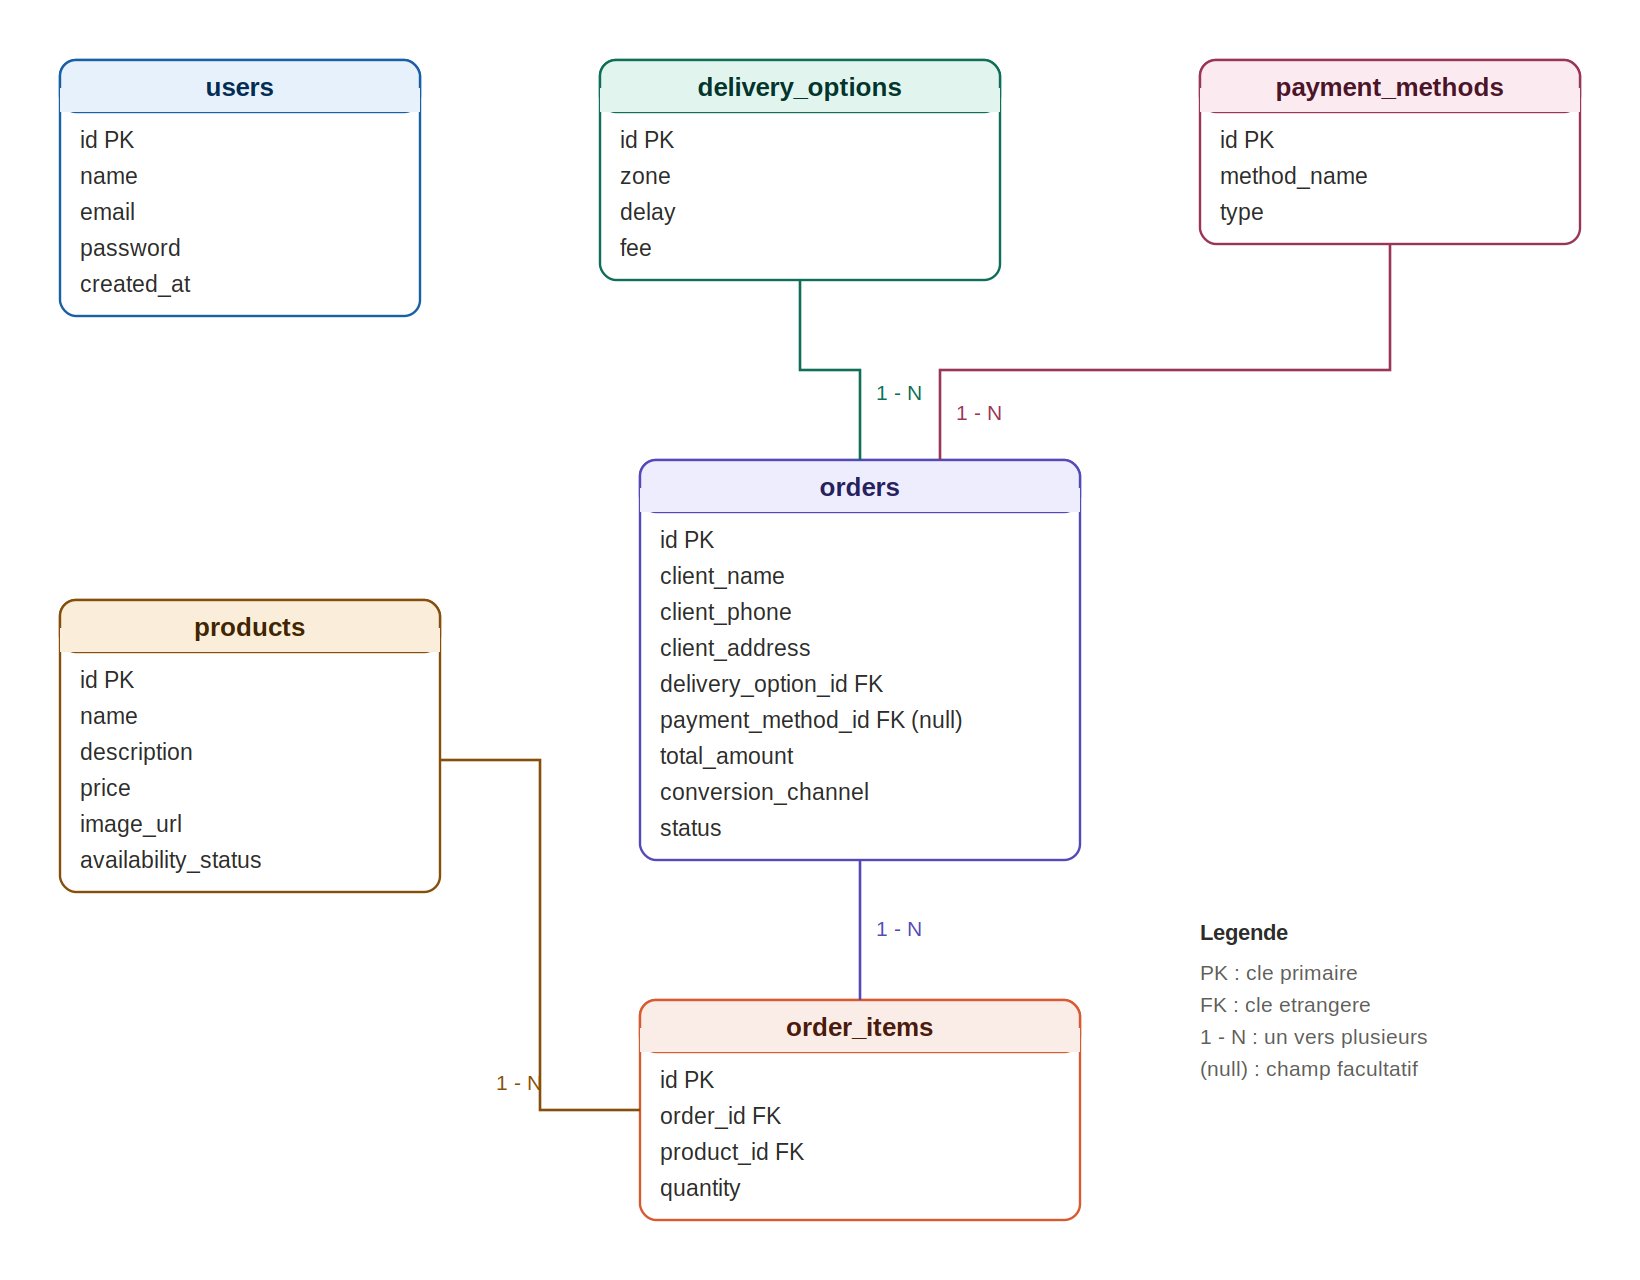 users
id PK
name
email
password
created_at
delivery_options
id PK
zone
delay
fee
payment_methods
id PK
method_name
type
1 - N
1 - N
orders
id PK
client_name
client_phone
client_address
delivery_option_id FK
payment_method_id FK (null)
total_amount
conversion_channel
status
products
id PK
name
description
price
image_url
availability_status
1 - N
1 - N
order_items
id PK
order_id FK
product_id FK
quantity
Legende
PK : cle primaire
FK : cle etrangere
1 - N : un vers plusieurs
(null) : champ facultatif